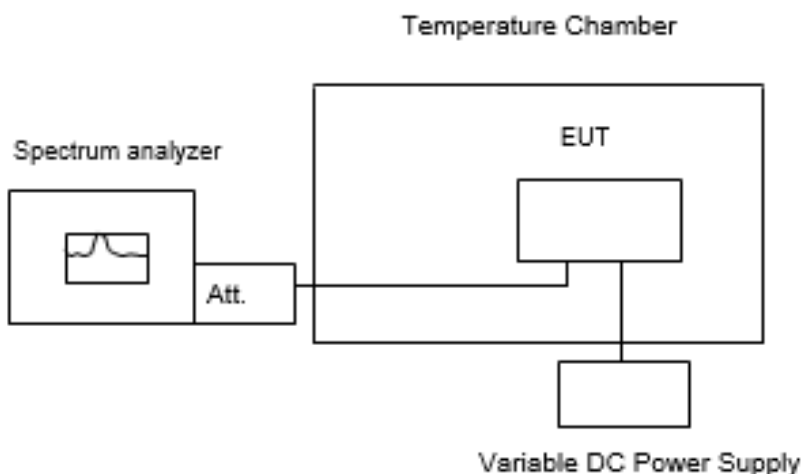 Temperature Chamber
EUT
Spectrum analyzer
Att.
Variable DC Power Supply